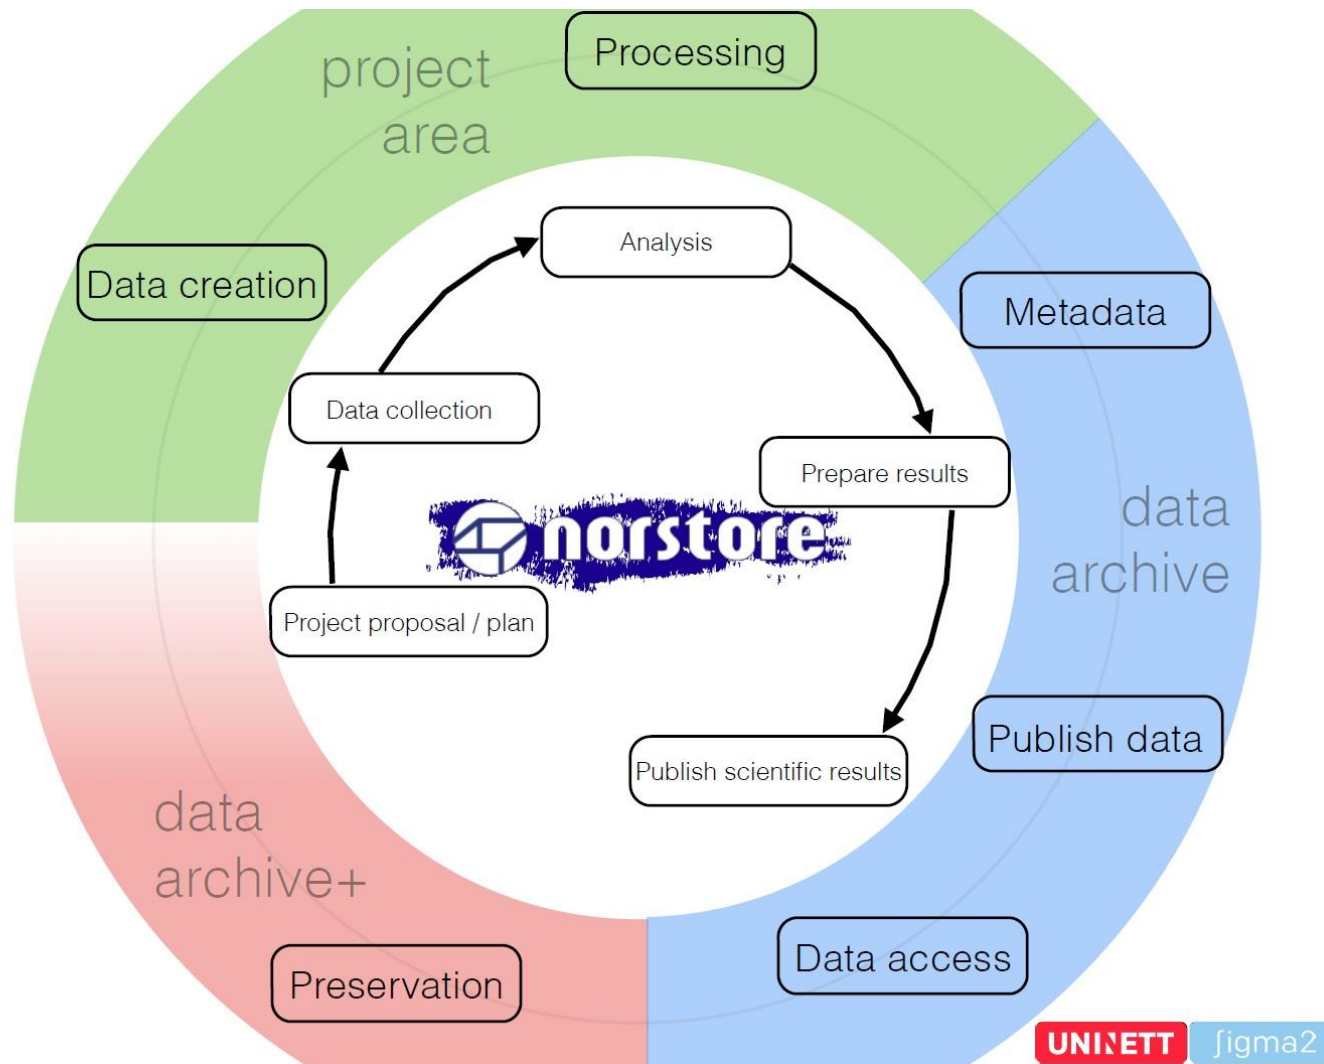 Processing
project
area
Analysis
Data creation
Metadata
Data collection
Prepare results
data
archive
norstore
Project proposal / plan
Publish data
Publish scientific results
data
archive+
Data access
Preservation
UNINETT ʃigma2